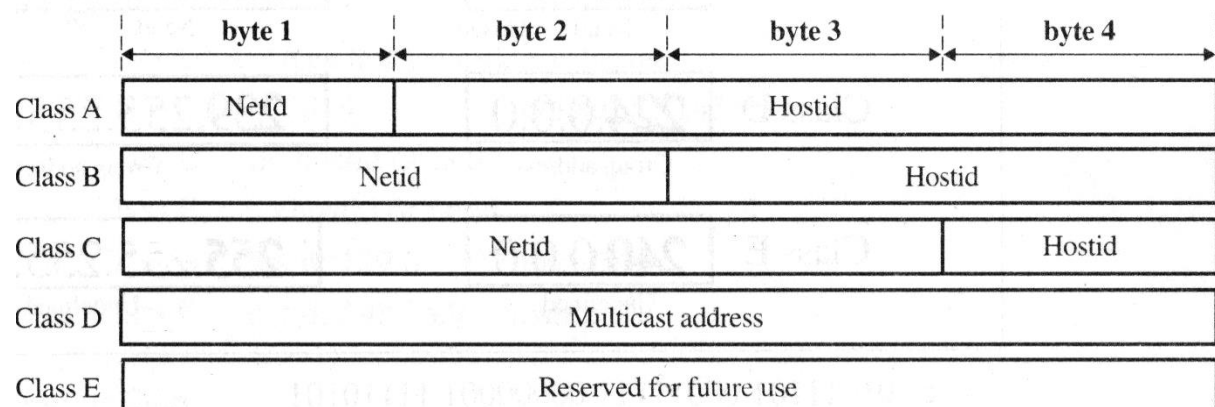 byte 1 byte 2 byte 3 byte 4
Class A Netid Hostid
Class B Netid Hostid
Class C Netid Hostid
Class D Multicast address
Class E Reserved for future use